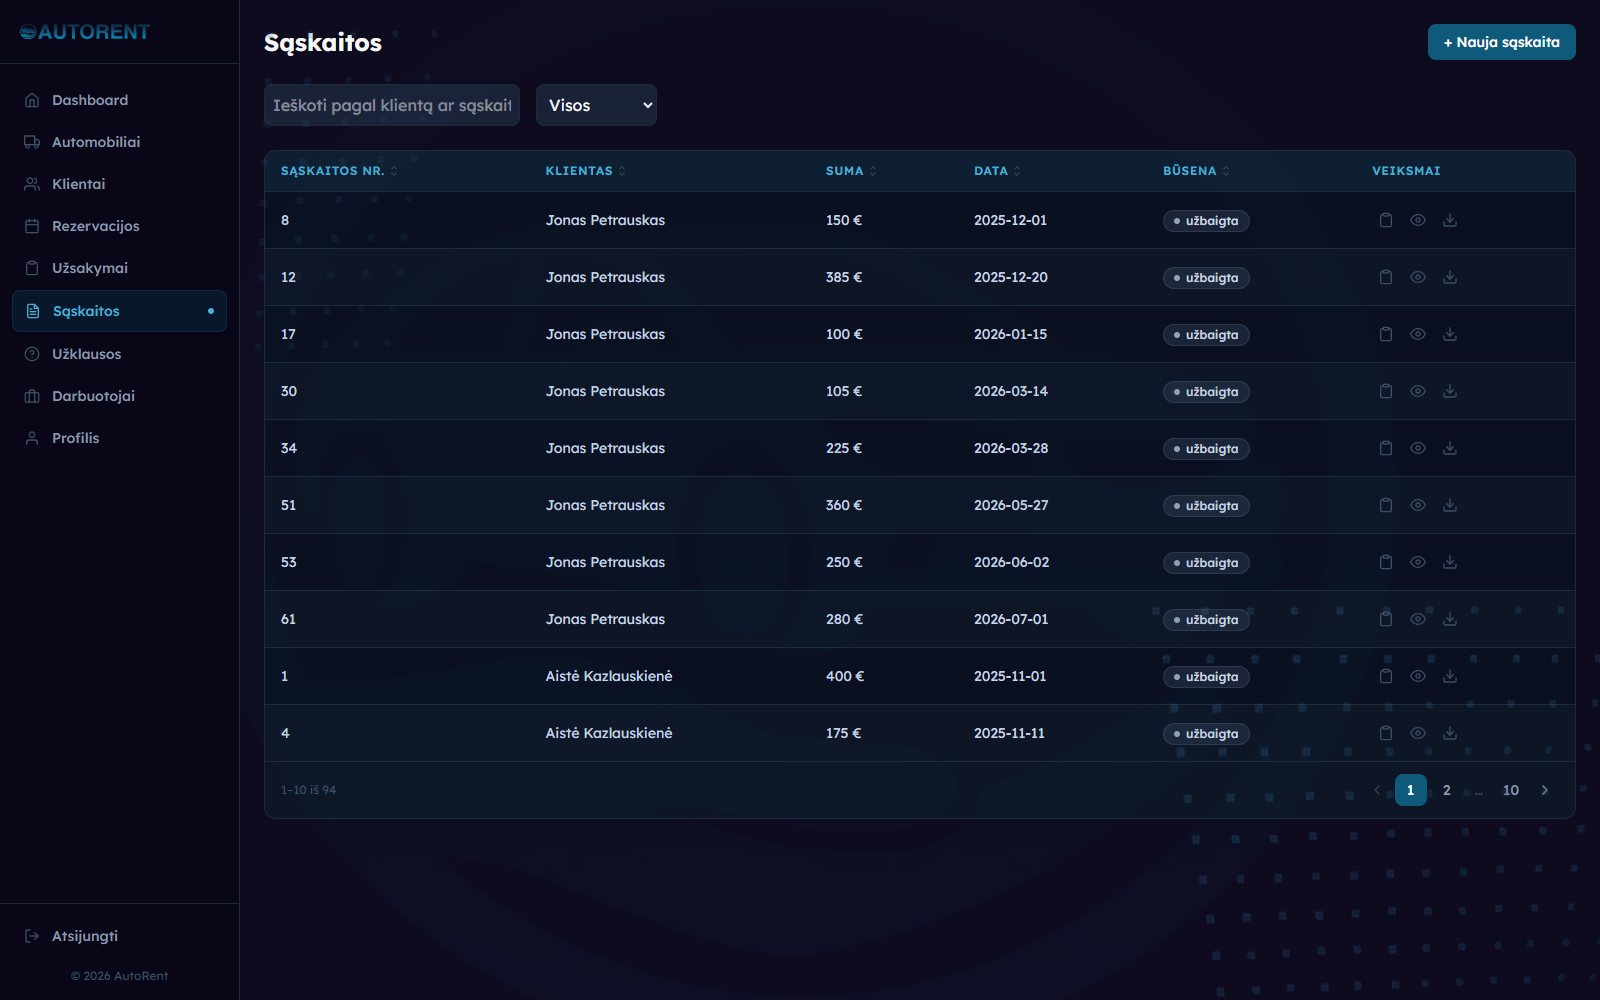 AUTORENT
Dashboard
Automobiliai
Klientai
Rezervacijos
Užsakymai
Sąskaitos
Užklausos
Darbuotojai
Profilis
Atsijungti
© 2026 AutoRent
Sąskaitos
+ Nauja sąskaita
Ieškoti pagal klientą ar sąskait
Visos
SĄSKAITOS NR. KLIENTAS SUMA DATA BŪSENA VEIKSMAI
8 Jonas Petrauskas 150 € 2025-12-01 užbaigta
12 Jonas Petrauskas 385 € 2025-12-20 užbaigta
17 Jonas Petrauskas 100 € 2026-01-15 užbaigta
30 Jonas Petrauskas 105 € 2026-03-14 užbaigta
34 Jonas Petrauskas 225 € 2026-03-28 užbaigta
51 Jonas Petrauskas 360 € 2026-05-27 užbaigta
53 Jonas Petrauskas 250 € 2026-06-02 užbaigta
61 Jonas Petrauskas 280 € 2026-07-01 užbaigta
1 Aistė Kazlauskienė 400 € 2025-11-01 užbaigta
4 Aistė Kazlauskienė 175 € 2025-11-11 užbaigta
1–10 iš 94
1 2 … 10